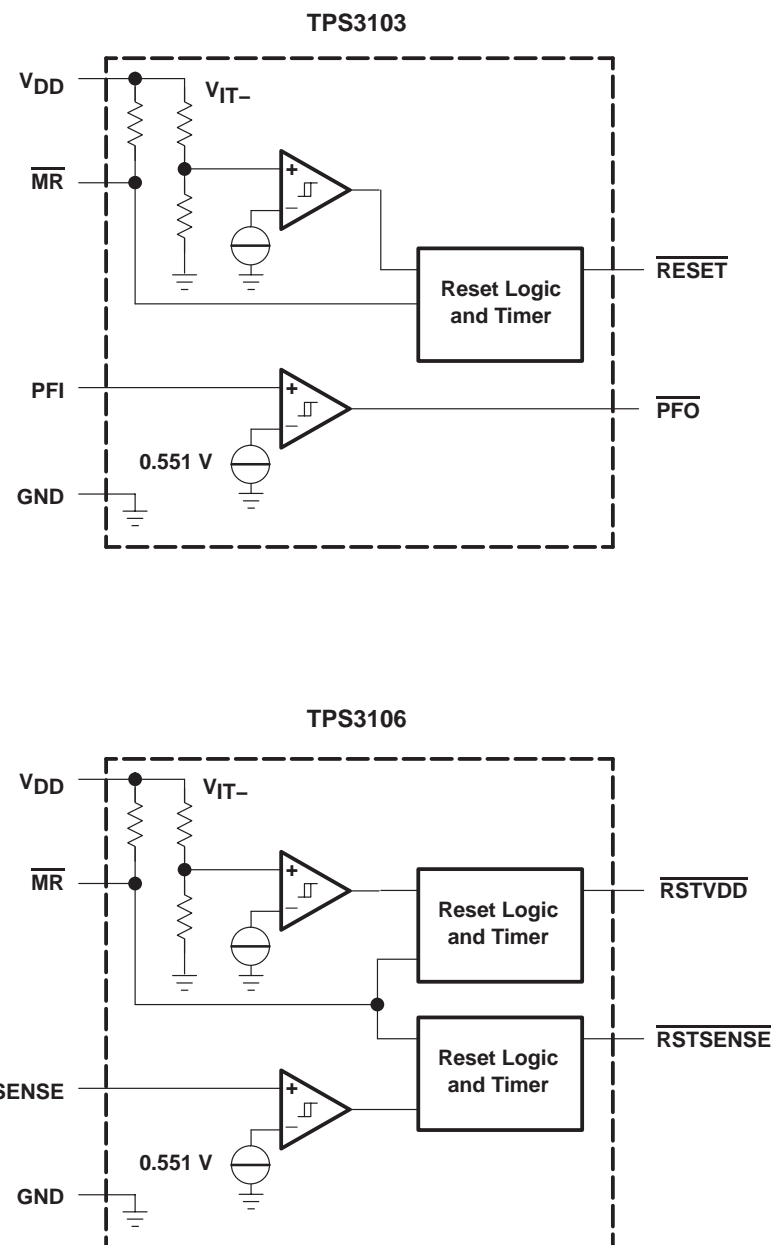 TPS3103
VDD
VIT–
MR
+
–
Reset Logic
and Timer
RESET
PFI
+
–
PFO
0.551 V
GND
TPS3106
VDD
VIT–
MR
+
–
Reset Logic
and Timer
RSTVDD
Reset Logic
and Timer
RSTSENSE
SENSE
+
–
0.551 V
GND